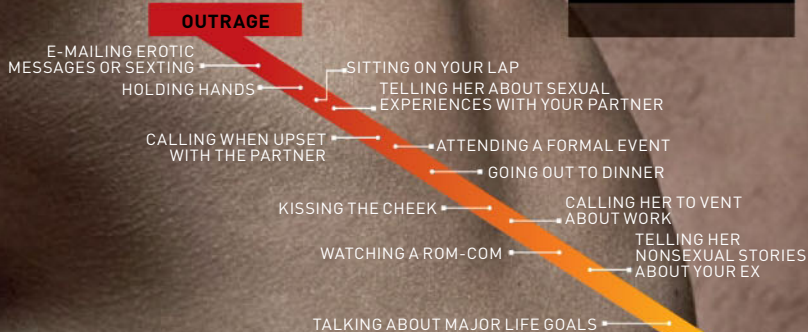 OUTRAGE
E-MAILING EROTIC
MESSAGES OR SEXTING
SITTING ON YOUR LAP
HOLDING HANDS
TELLING HER ABOUT SEXUAL
EXPERIENCES WITH YOUR PARTNER
CALLING WHEN UPSET
WITH THE PARTNER
ATTENDING A FORMAL EVENT
GOING OUT TO DINNER
KISSING THE CHEEK
CALLING HER TO VENT
ABOUT WORK
WATCHING A ROM-COM
TELLING HER
NONSEXUAL STORIES
ABOUT YOUR EX
TALKING ABOUT MAJOR LIFE GOALS